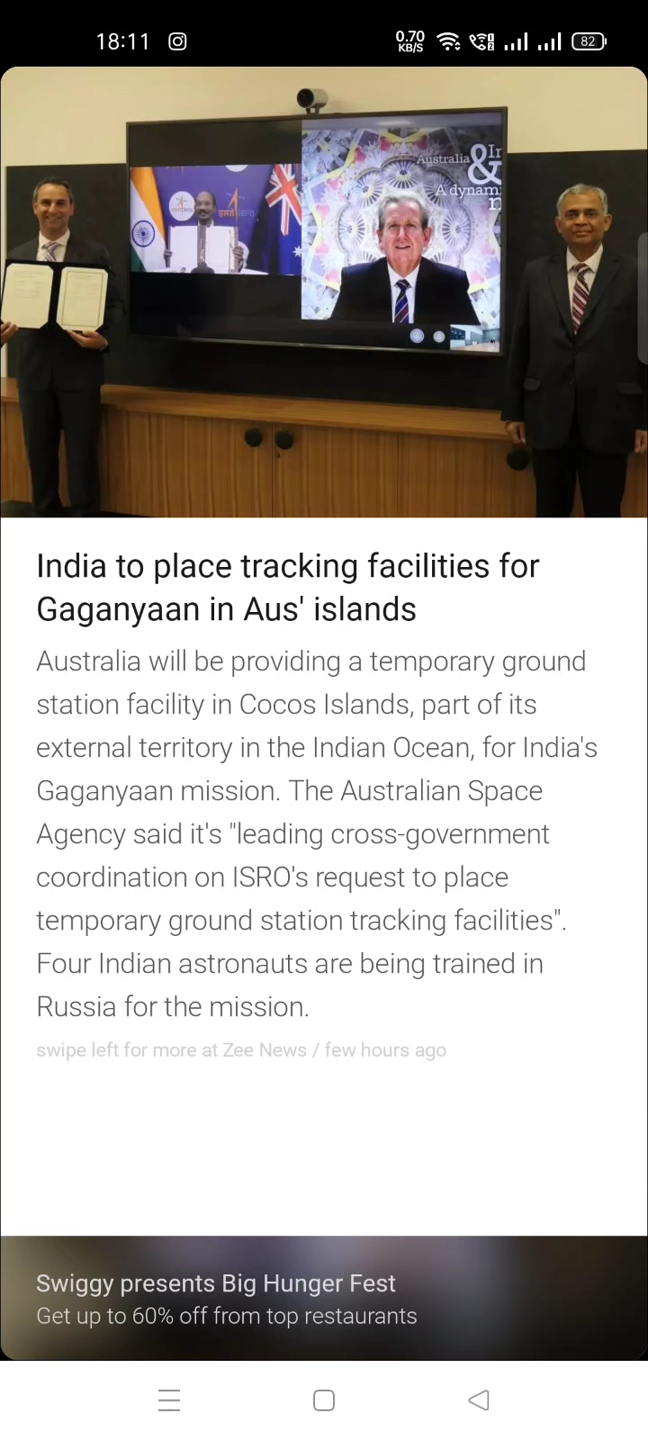 18:11
0.70
KB/S
82
Australia & In
A dynam
n
ISRO
India to place tracking facilities for
Gaganyaan in Aus' islands
Australia will be providing a temporary ground
station facility in Cocos Islands, part of its
external territory in the Indian Ocean, for India's
Gaganyaan mission. The Australian Space
Agency said it's "leading cross-government
coordination on ISRO's request to place
temporary ground station tracking facilities".
Four Indian astronauts are being trained in
Russia for the mission.
swipe left for more at Zee News / few hours ago
Swiggy presents Big Hunger Fest
Get up to 60% off from top restaurants